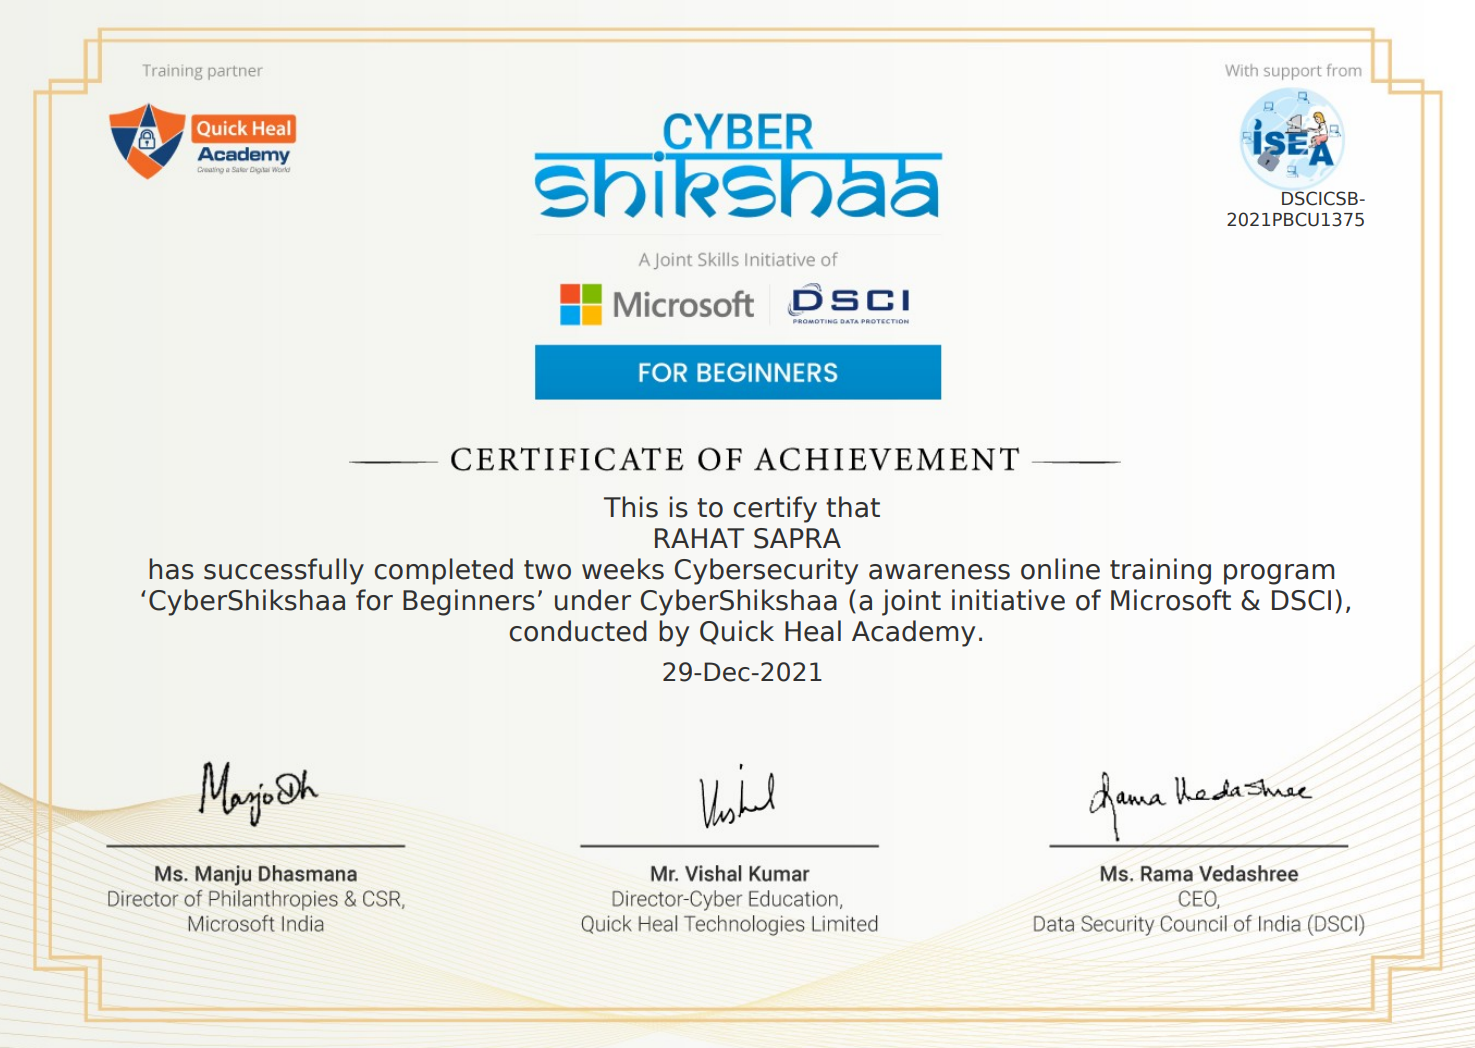 Training partner
With support from
Quick Heal
Academy
Creating a Safer Digital World
ISEA
DSCICSB-
2021PBCU1375
CYBER
shikshaa
A Joint Skills Initiative of
Microsoft
DSCI
PROMOTING DATA PROTECTION
FOR BEGINNERS
CERTIFICATE OF ACHIEVEMENT
This is to certify that
RAHAT SAPRA
has successfully completed two weeks Cybersecurity awareness online training program
‘CyberShikshaa for Beginners’ under CyberShikshaa (a joint initiative of Microsoft & DSCI),
conducted by Quick Heal Academy.
29-Dec-2021
Manjo Dh
Vishal
Rama Vedashree
Ms. Manju Dhasmana
Director of Philanthropies & CSR,
Microsoft India
Mr. Vishal Kumar
Director-Cyber Education,
Quick Heal Technologies Limited
Ms. Rama Vedashree
CEO,
Data Security Council of India (DSCI)